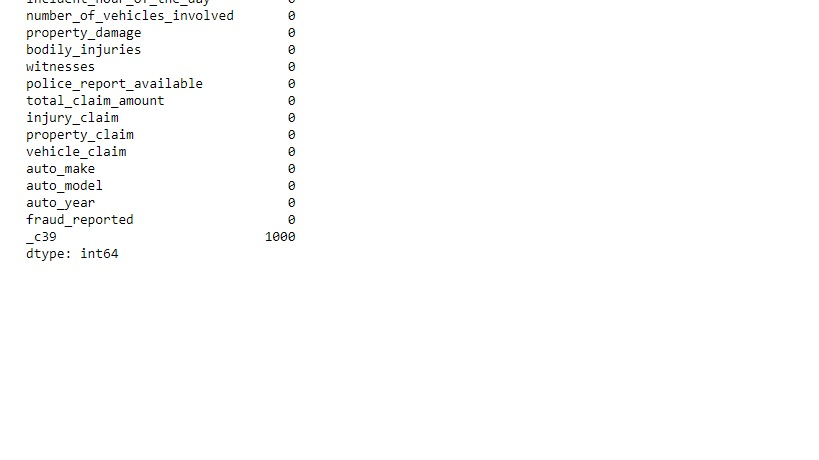 incident_hour_of_the_day 0
number_of_vehicles_involved 0
property_damage 0
bodily_injuries 0
witnesses 0
police_report_available 0
total_claim_amount 0
injury_claim 0
property_claim 0
vehicle_claim 0
auto_make 0
auto_model 0
auto_year 0
fraud_reported 0
_c39 1000
dtype: int64